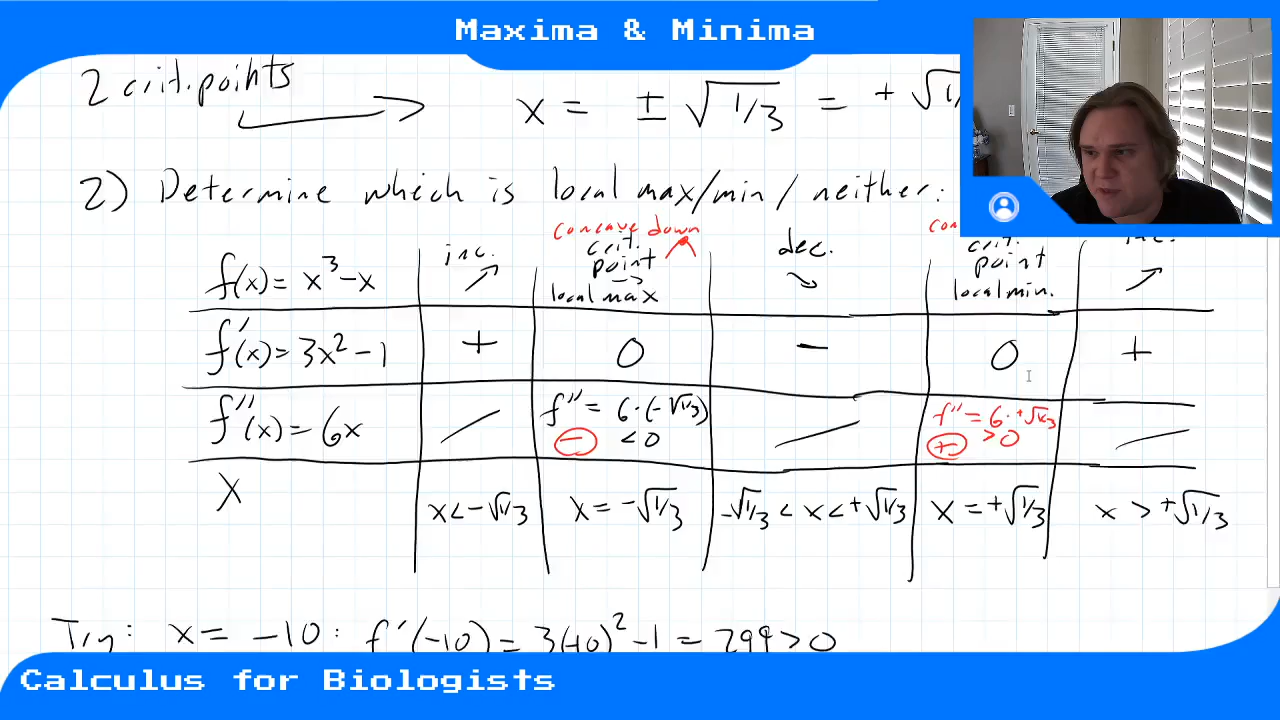 Maxima & Minima
2 crit. points
x = ± √1/3 = + √1/
2) Determine which is local max/min/neither:
concave down
inc. crit. point → local max dec. crit. point local min.
f(x) = x³-x
f'(x) = 3x² - 1 + 0 - 0 +
f''(x) = 6x f'' = 6·(-√1/3) < 0 - f'' = 6·+√1/3 > 0 +
x x < -√1/3 x = -√1/3 -√1/3 < x < +√1/3 x = +√1/3 x > +√1/3
Try: x = -10: f'(-10) = 3(-10)² - 1 = 299 > 0
Calculus for Biologists